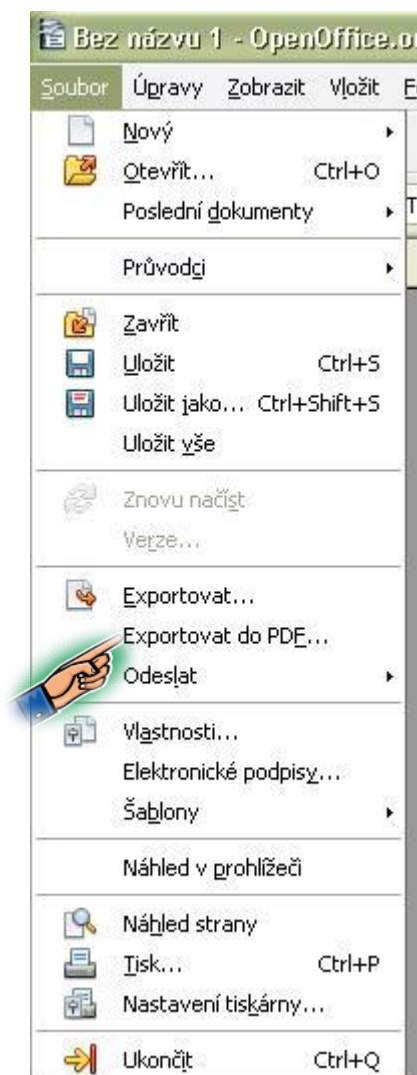 Bez názvu 1 - OpenOffice.o
Soubor Úpravy Zobrazit Vložit F
Nový
Otevřít... Ctrl+O
Poslední dokumenty
T
Průvodci
Zavřít
Uložit Ctrl+S
Uložit jako... Ctrl+Shift+S
Uložit vše
Znovu načíst
Verze...
Exportovat...
Exportovat do PDF...
Odeslat
Vlastnosti...
Elektronické podpisy...
Šablony
Náhled v prohlížeči
Náhled strany
Tisk... Ctrl+P
Nastavení tiskárny...
Ukončit Ctrl+Q